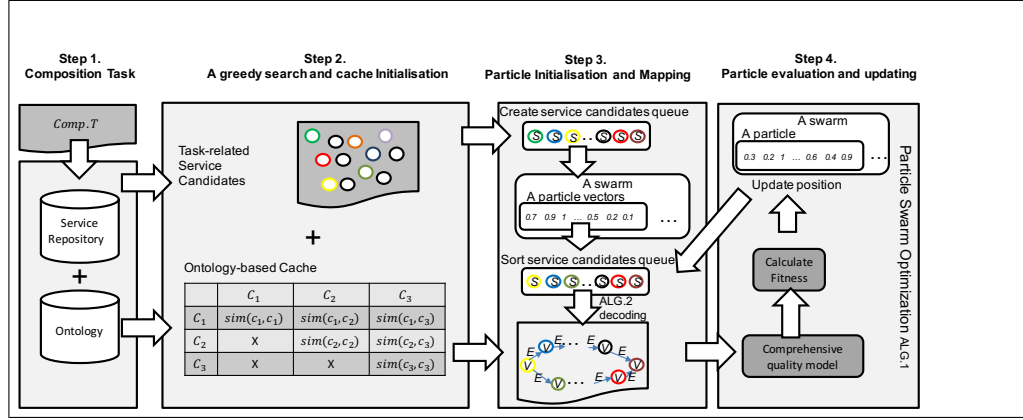 Step 1.
Composition Task
Step 2.
A greedy search and cache Initialisation
Step 3.
Particle Initialisation and Mapping
Step 4.
Particle evaluation and updating
Comp.T
Service
Repository
+
Ontology
Task-related
Service
Candidates
+
Ontology-based Cache
C₁ C₂ C₃
C₁ sim(c₁,c₁) sim(c₁,c₂) sim(c₁,c₃)
C₂ X sim(c₂,c₂) sim(c₂,c₃)
C₃ X X sim(c₃,c₃)
Create service candidates queue
S S S .. S S S
A swarm
A particle vectors
0.7 0.9 1 ... 0.5 0.2 0.1
...
Sort service candidates queue
S S S... S S S
ALG.2
decoding
E V E ... V E
V V
E V ... E V E
A swarm
A particle
0.3 0.2 1 ... 0.6 0.4 0.9
...
Update position
Calculate
Fitness
Comprehensive
quality model
Particle Swarm Optimization ALG.1